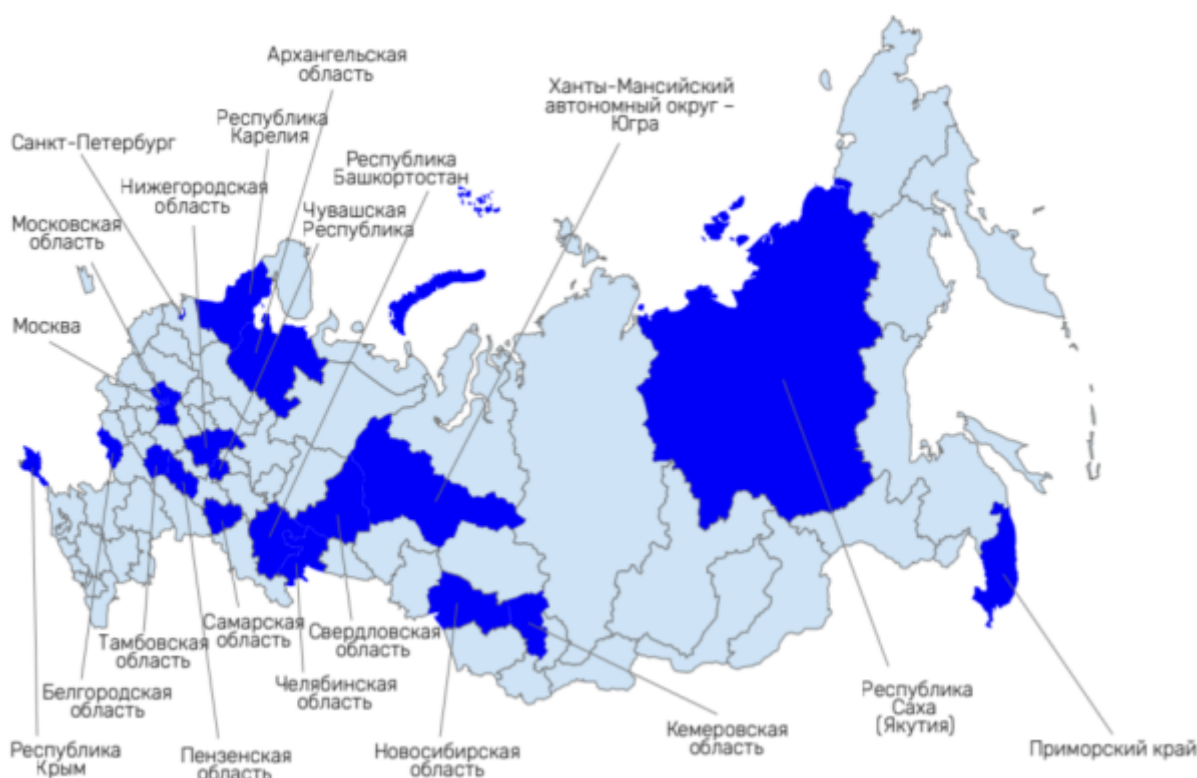 Архангельская
область
Ханты-Мансийский
автономный округ –
Югра
Республика
Карелия
Санкт-Петербург
Республика
Башкортостан
Нижегородская
область
Чувашская
Республика
Московская
область
Москва
Самарская
область
Свердловская
область
Тамбовская
область
Челябинская
область
Белгородская
область
Республика
Саха
(Якутия)
Кемеровская
область
Республика
Крым
Пензенская
область
Новосибирская
область
Приморский край